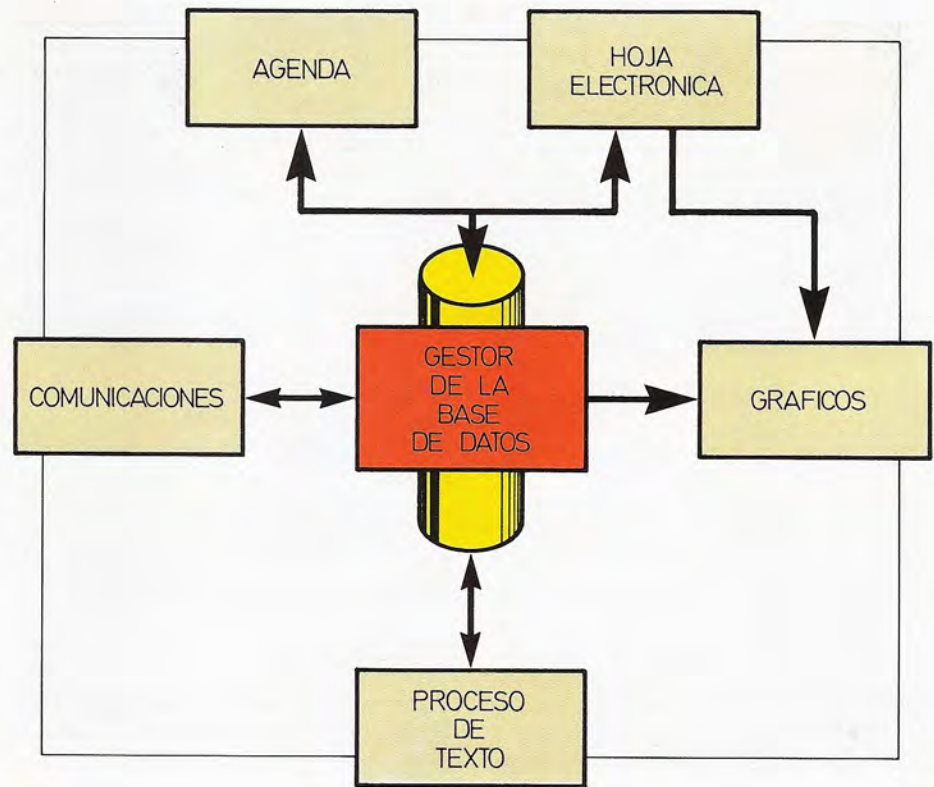 AGENDA
HOJA
ELECTRONICA
COMUNICACIONES
GESTOR
DE LA
BASE
DE DATOS
GRAFICOS
PROCESO
DE
TEXTO